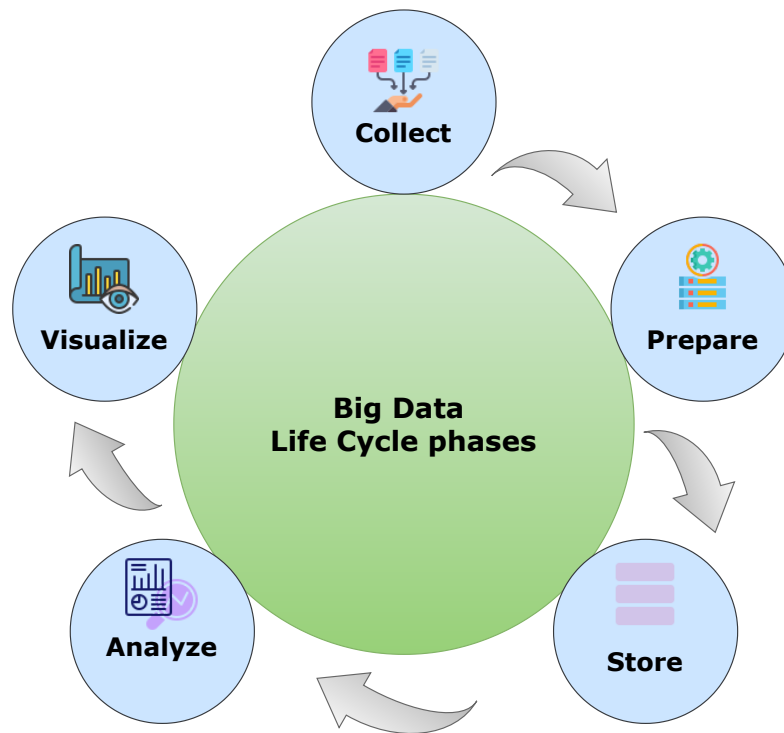 Collect
Prepare
Store
Analyze
Visualize
Big Data
Life Cycle phases